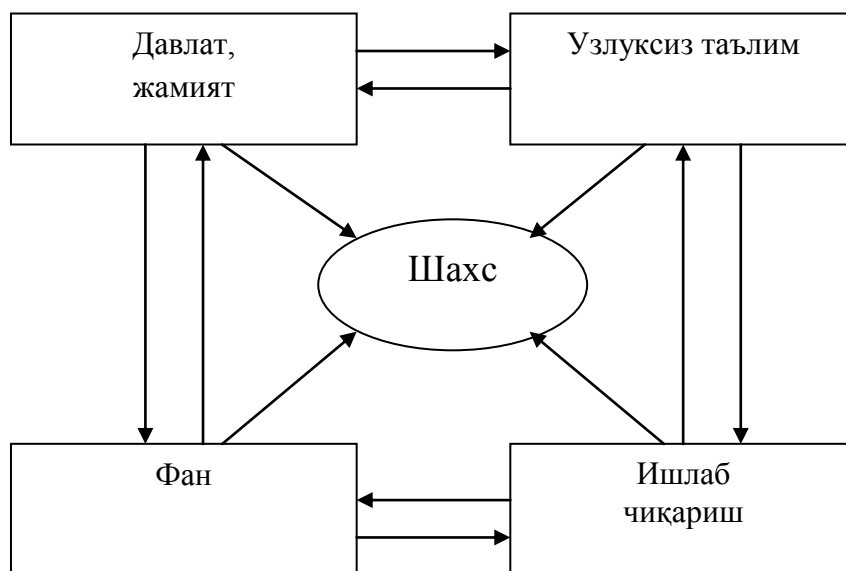 Давлат,
жамият
Узлуксиз таълим
Шахс
Фан
Ишлаб
чиқариш